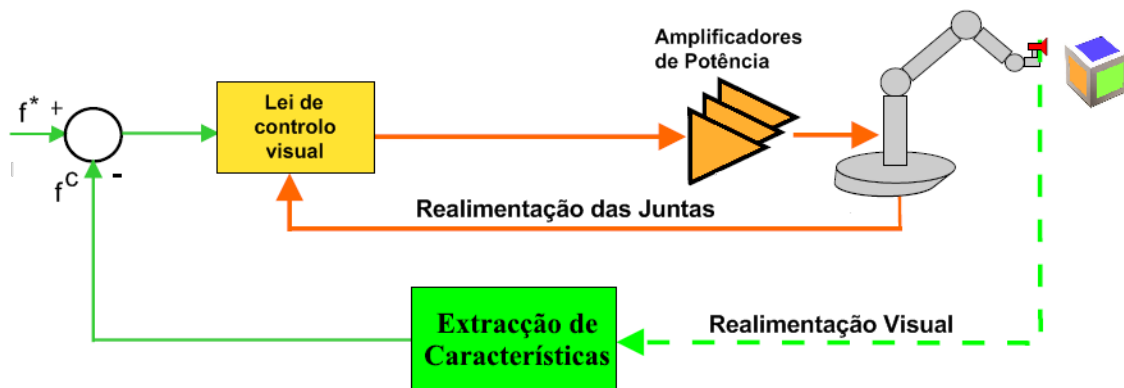 Amplificadores
de Potência
f* +
Lei de
controlo
visual
f^C -
Realimentação das Juntas
Extracção de
Características
Realimentação Visual